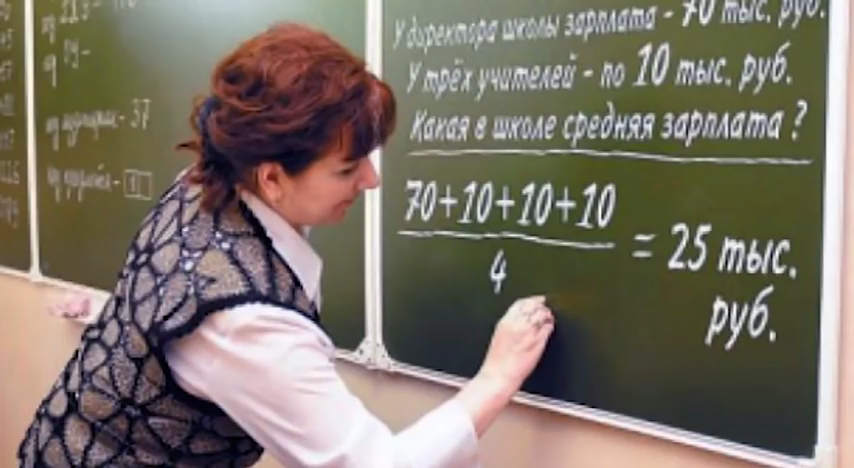 37
У директора школы зарплата - 70 тыс. руб.
У трёх учителей - по 10 тыс. руб.
Какая в школе средняя зарплата ?
70+10+10+10
4
= 25 тыс.
руб.